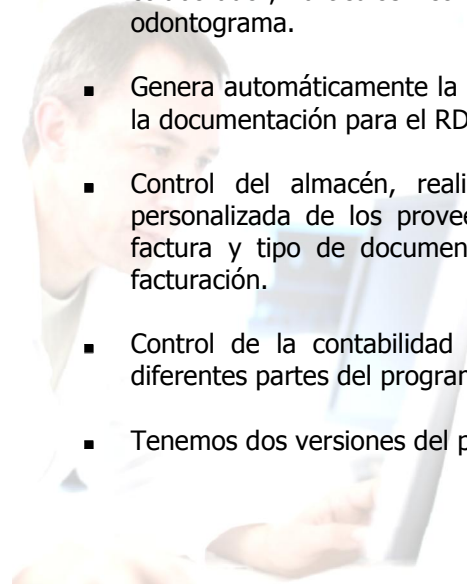 odontograma.
▪ Genera automáticamente la
la documentación para el RD
▪ Control del almacén, reali
personalizada de los provee
factura y tipo de documen
facturación.
▪ Control de la contabilidad
diferentes partes del program
▪ Tenemos dos versiones del p